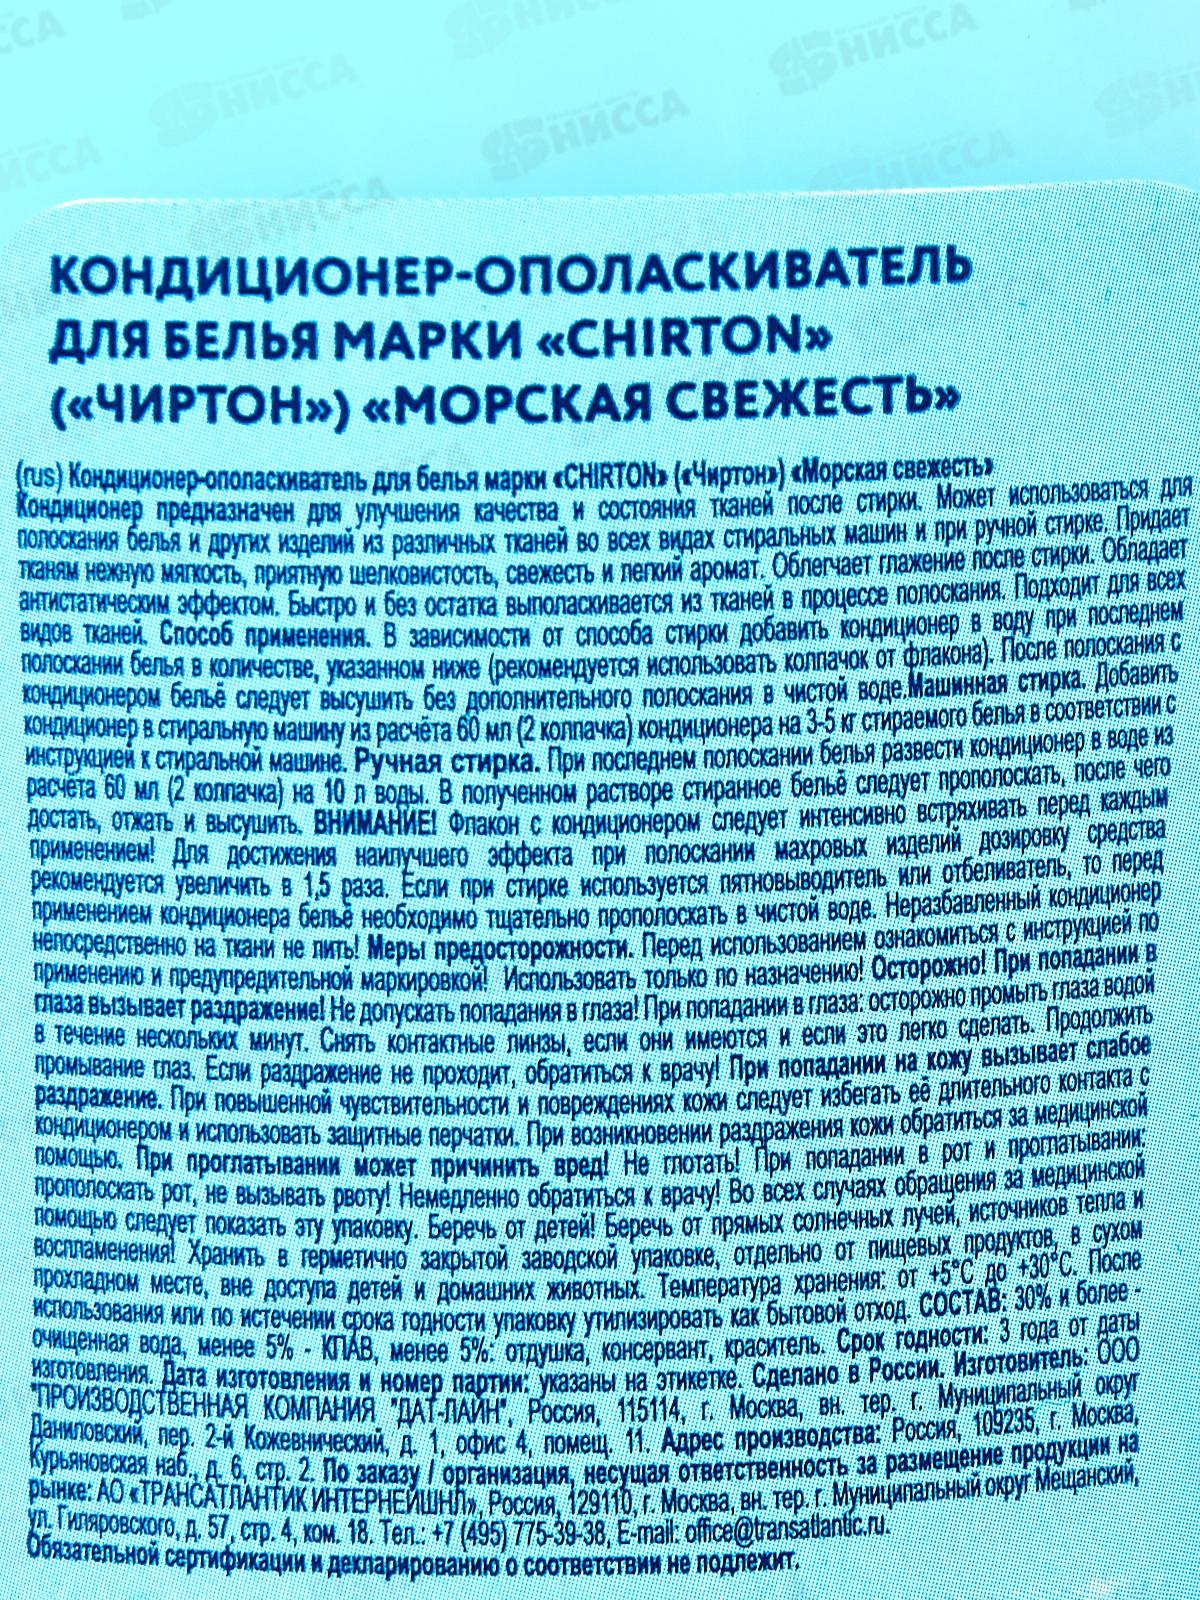 НИССА
НИССА
НИССА
НИССА
НИССА
КОНДИЦИОНЕР-ОПОЛАСКИВАТЕЛЬ
ДЛЯ БЕЛЬЯ МАРКИ «CHIRTON»
(«ЧИРТОН») «МОРСКАЯ СВЕЖЕСТЬ»
(rus) Кондиционер-ополаскиватель для белья марки «CHIRTON» («Чиртон») «Морская свежесть»
Кондиционер предназначен для улучшения качества и состояния тканей после стирки. Может использоваться для
полоскания белья и других изделий из различных тканей во всех видах стиральных машин и при ручной стирке. Придает
тканям нежную мягкость, приятную шелковистость, свежесть и легкий аромат. Облегчает глажение после стирки. Обладает
антистатическим эффектом. Быстро и без остатка выполаскивается из тканей в процессе полоскания. Подходит для всех
видов тканей. Способ применения. В зависимости от способа стирки добавить кондиционер в воду при последнем
полоскании белья в количестве, указанном ниже (рекомендуется использовать колпачок от флакона). После полоскания с
кондиционером бельё следует высушить без дополнительного полоскания в чистой воде.Машинная стирка. Добавить
кондиционер в стиральную машину из расчёта 60 мл (2 колпачка) кондиционера на 3-5 кг стираемого белья в соответствии с
инструкцией к стиральной машине. Ручная стирка. При последнем полоскании белья развести кондиционер в воде из
расчёта 60 мл (2 колпачка) на 10 л воды. В полученном растворе стиранное бельё следует прополоскать, после чего
достать, отжать и высушить. ВНИМАНИЕ! Флакон с кондиционером следует интенсивно встряхивать перед каждым
применением! Для достижения наилучшего эффекта при полоскании махровых изделий дозировку средства
рекомендуется увеличить в 1,5 раза. Если при стирке используется пятновыводитель или отбеливатель, то перед
применением кондиционера бельё необходимо тщательно прополоскать в чистой воде. Неразбавленный кондиционер
непосредственно на ткани не лить! Меры предосторожности. Перед использованием ознакомиться с инструкцией по
применению и предупредительной маркировкой! Использовать только по назначению! Осторожно! При попадании в
глаза вызывает раздражение! Не допускать попадания в глаза! При попадании в глаза: осторожно промыть глаза водой
в течение нескольких минут. Снять контактные линзы, если они имеются и если это легко сделать. Продолжить
промывание глаз. Если раздражение не проходит, обратиться к врачу! При попадании на кожу вызывает слабое
раздражение. При повышенной чувствительности и повреждениях кожи следует избегать её длительного контакта с
кондиционером и использовать защитные перчатки. При возникновении раздражения кожи обратиться за медицинской
помощью. При проглатывании может причинить вред! Не глотать! При попадании в рот и проглатывании:
прополоскать рот, не вызывать рвоту! Немедленно обратиться к врачу! Во всех случаях обращения за медицинской
помощью следует показать эту упаковку. Беречь от детей! Беречь от прямых солнечных лучей, источников тепла и
воспламенения! Хранить в герметично закрытой заводской упаковке, отдельно от пищевых продуктов, в сухом
прохладном месте, вне доступа детей и домашних животных. Температура хранения: от +5°С до +30°С. После
использования или по истечении срока годности упаковку утилизировать как бытовой отход. СОСТАВ: 30% и более -
очищенная вода, менее 5% - КПАВ, менее 5%: отдушка, консервант, краситель. Срок годности: 3 года от даты
изготовления. Дата изготовления и номер партии: указаны на этикетке. Сделано в России. Изготовитель: ООО
"ПРОИЗВОДСТВЕННАЯ КОМПАНИЯ "ДАТ-ЛАЙН", Россия, 115114, г. Москва, вн. тер. г. Муниципальный округ
Даниловский, пер. 2-й Кожевнический, д. 1, офис 4, помещ. 11. Адрес производства: Россия, 109235, г. Москва,
Курьяновская наб., д. 6, стр. 2. По заказу / организация, несущая ответственность за размещение продукции на
рынке: АО «ТРАНСАТЛАНТИК ИНТЕРНЕЙШНЛ», Россия, 129110, г. Москва, вн. тер. г. Муниципальный округ Мещанский,
ул. Гиляровского, д. 57, стр. 4, ком. 18. Тел.: +7 (495) 775-39-38, E-mail: office@transatlantic.ru.
Обязательной сертификации и декларированию о соответствии не подлежит.